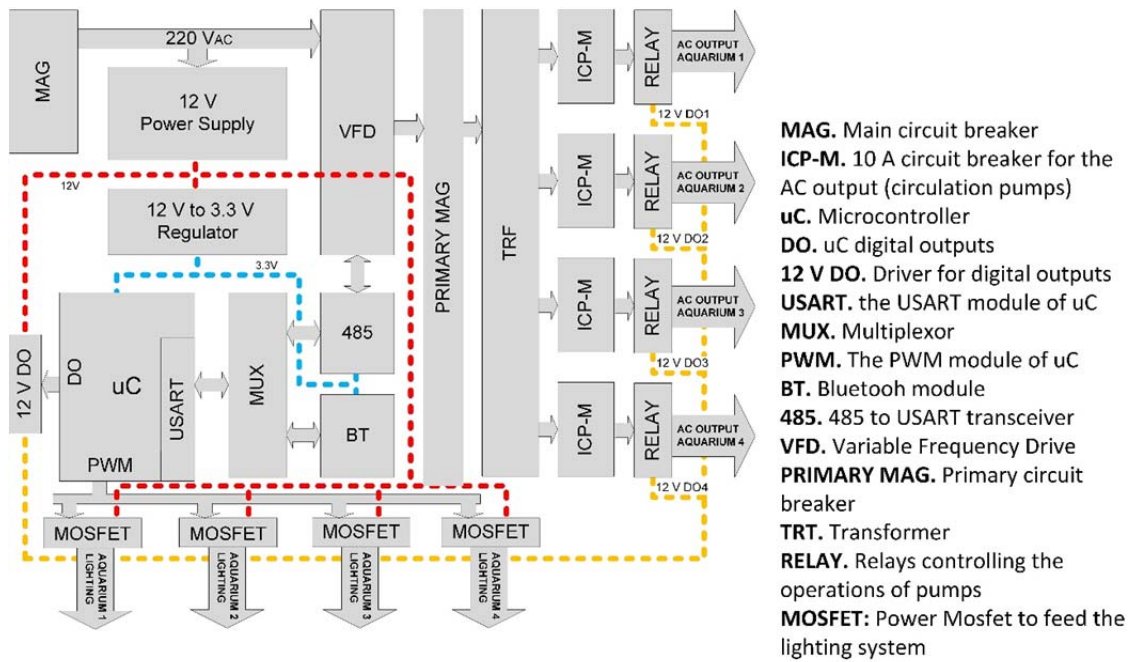 220 VAC
MAG
12 V
Power Supply
VFD
PRIMARY MAG
TRF
ICP-M
RELAY
AC OUTPUT
AQUARIUM 1
12 V DO1
ICP-M
RELAY
AC OUTPUT
AQUARIUM 2
12 V DO2
ICP-M
RELAY
AC OUTPUT
AQUARIUM 3
12 V DO3
ICP-M
RELAY
AC OUTPUT
AQUARIUM 4
12 V DO4
12V
12 V to 3.3 V
Regulator
3.3V
12 V DO
DO
uC
USART
PWM
MUX
485
BT
MOSFET
MOSFET
MOSFET
MOSFET
AQUARIUM 1
LIGHTING
AQUARIUM 2
LIGHTING
AQUARIUM 3
LIGHTING
AQUARIUM 4
LIGHTING
MAG. Main circuit breaker
ICP-M. 10 A circuit breaker for the
AC output (circulation pumps)
uC. Microcontroller
DO. uC digital outputs
12 V DO. Driver for digital outputs
USART. the USART module of uC
MUX. Multiplexor
PWM. The PWM module of uC
BT. Bluetooh module
485. 485 to USART transceiver
VFD. Variable Frequency Drive
PRIMARY MAG. Primary circuit
breaker
TRT. Transformer
RELAY. Relays controlling the
operations of pumps
MOSFET: Power Mosfet to feed the
lighting system